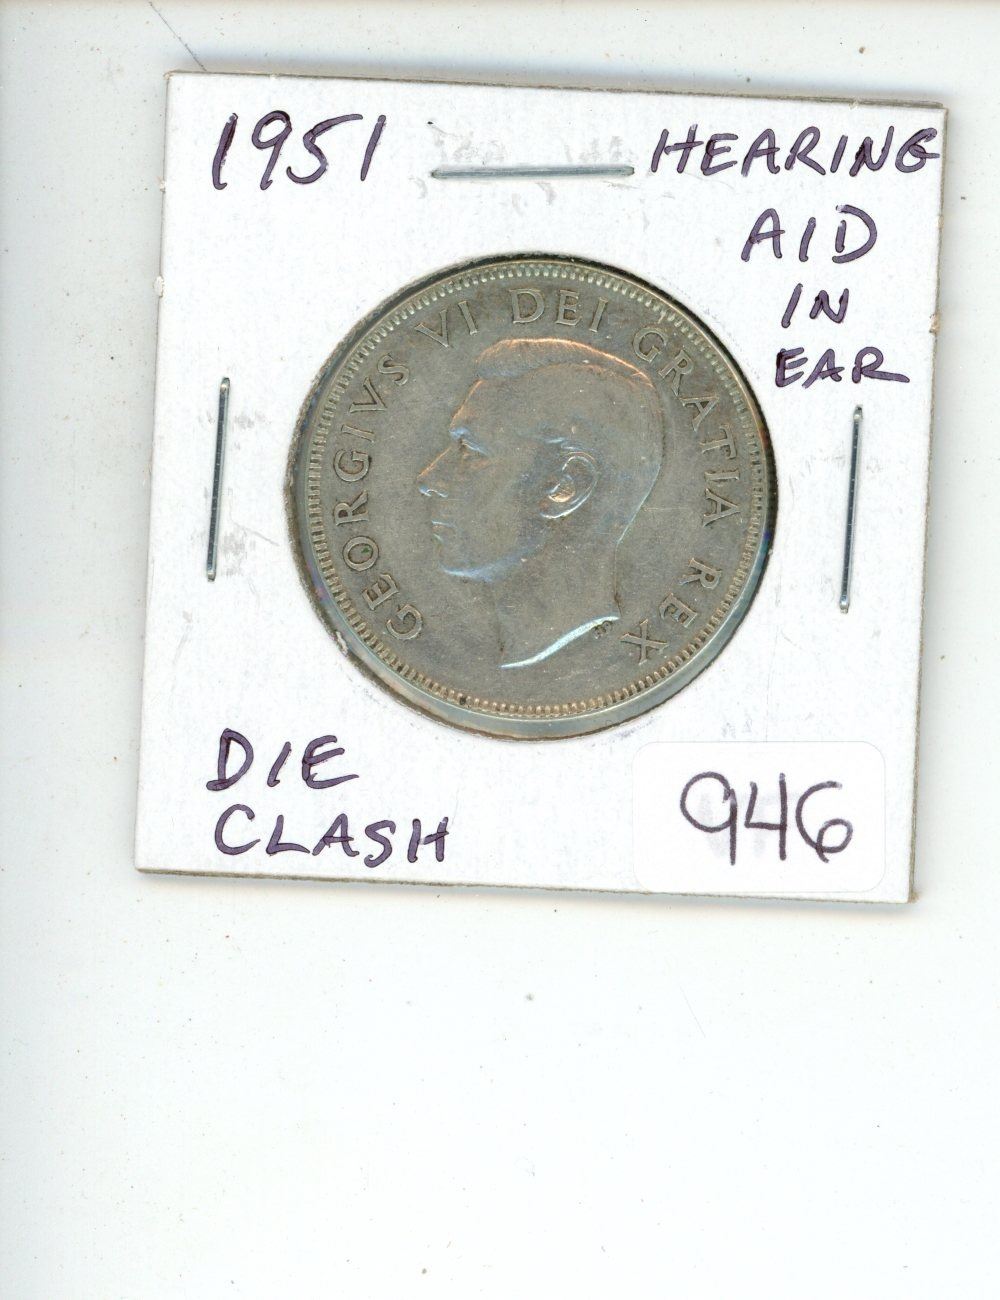 1951
HEARING
AID
IN
EAR
GEORGIVS VI DEI GRATIA REX
DIE
CLASH
946